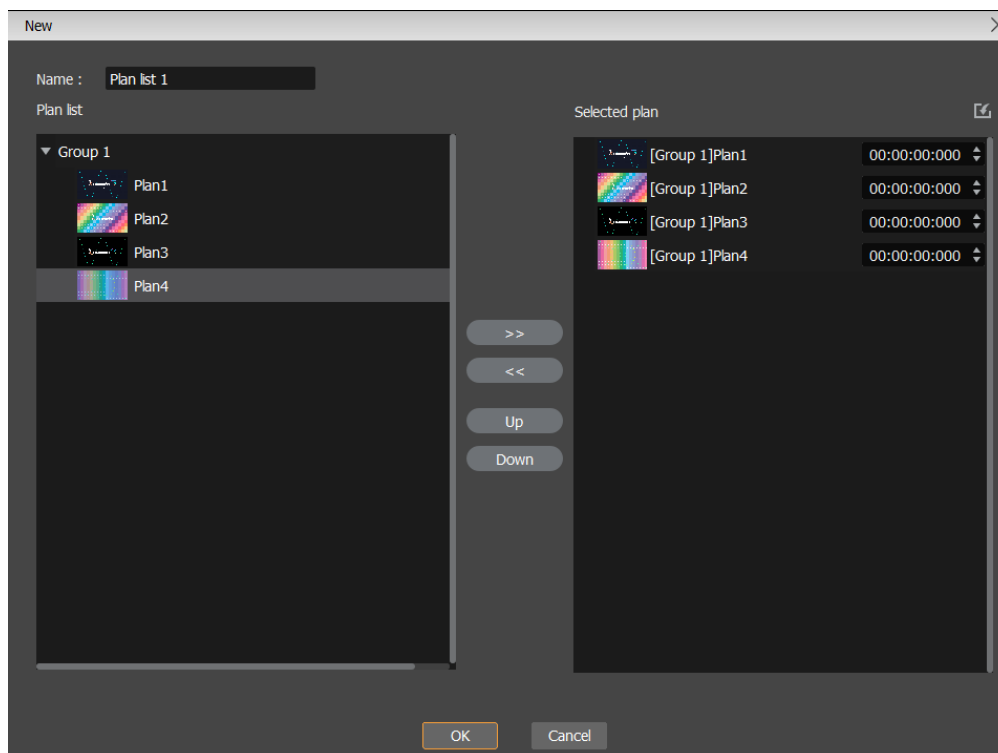 New
Name : Plan list 1
Plan list
Selected plan
Group 1
Plan1
Plan2
Plan3
Plan4
>>
<<
Up
Down
[Group 1]Plan1 00:00:00:000
[Group 1]Plan2 00:00:00:000
[Group 1]Plan3 00:00:00:000
[Group 1]Plan4 00:00:00:000
OK Cancel